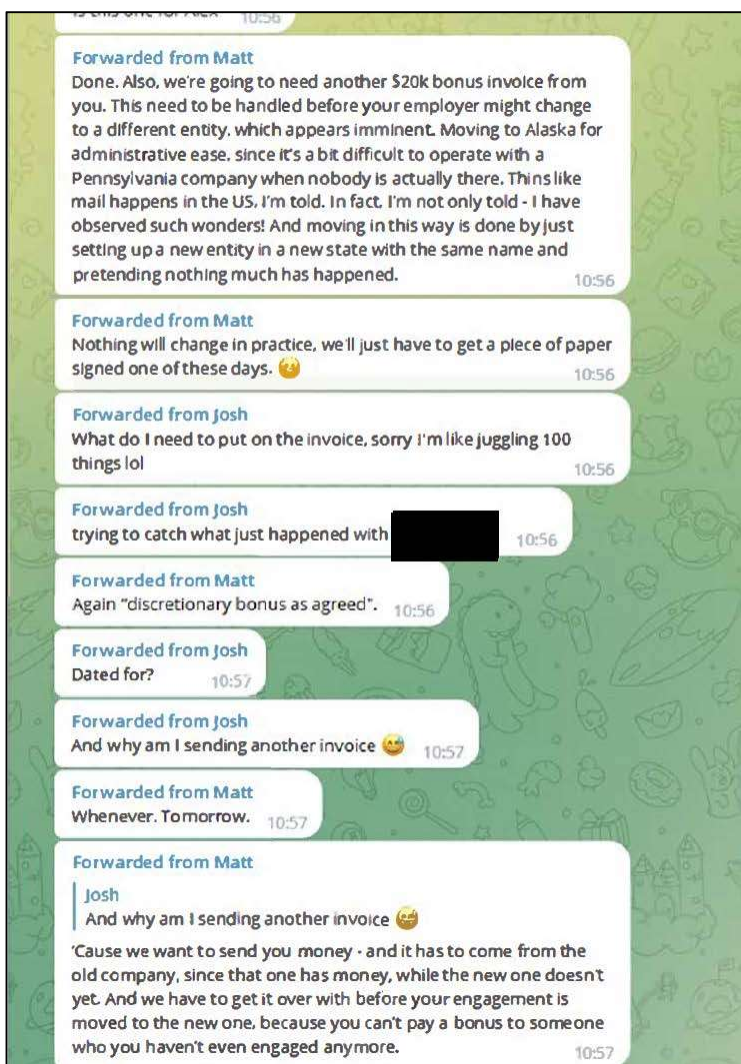 10:56
Forwarded from Matt
Done. Also, we're going to need another $20k bonus invoice from
you. This need to be handled before your employer might change
to a different entity, which appears imminent. Moving to Alaska for
administrative ease, since it's a bit difficult to operate with a
Pennsylvania company when nobody is actually there. Thins like
mail happens in the US, I'm told. In fact, I'm not only told - I have
observed such wonders! And moving in this way is done by just
setting up a new entity in a new state with the same name and
pretending nothing much has happened.
10:56
Forwarded from Matt
Nothing will change in practice, we'll just have to get a piece of paper
signed one of these days.
10:56
Forwarded from Josh
What do I need to put on the invoice, sorry I'm like juggling 100
things lol
10:56
Forwarded from Josh
trying to catch what just happened with
10:56
Forwarded from Matt
Again "discretionary bonus as agreed".
10:56
Forwarded from Josh
Dated for?
10:57
Forwarded from Josh
And why am I sending another invoice
10:57
Forwarded from Matt
Whenever. Tomorrow.
10:57
Forwarded from Matt
Josh
And why am I sending another invoice
'Cause we want to send you money - and it has to come from the
old company, since that one has money, while the new one doesn't
yet. And we have to get it over with before your engagement is
moved to the new one, because you can't pay a bonus to someone
who you haven't even engaged anymore.
10:57